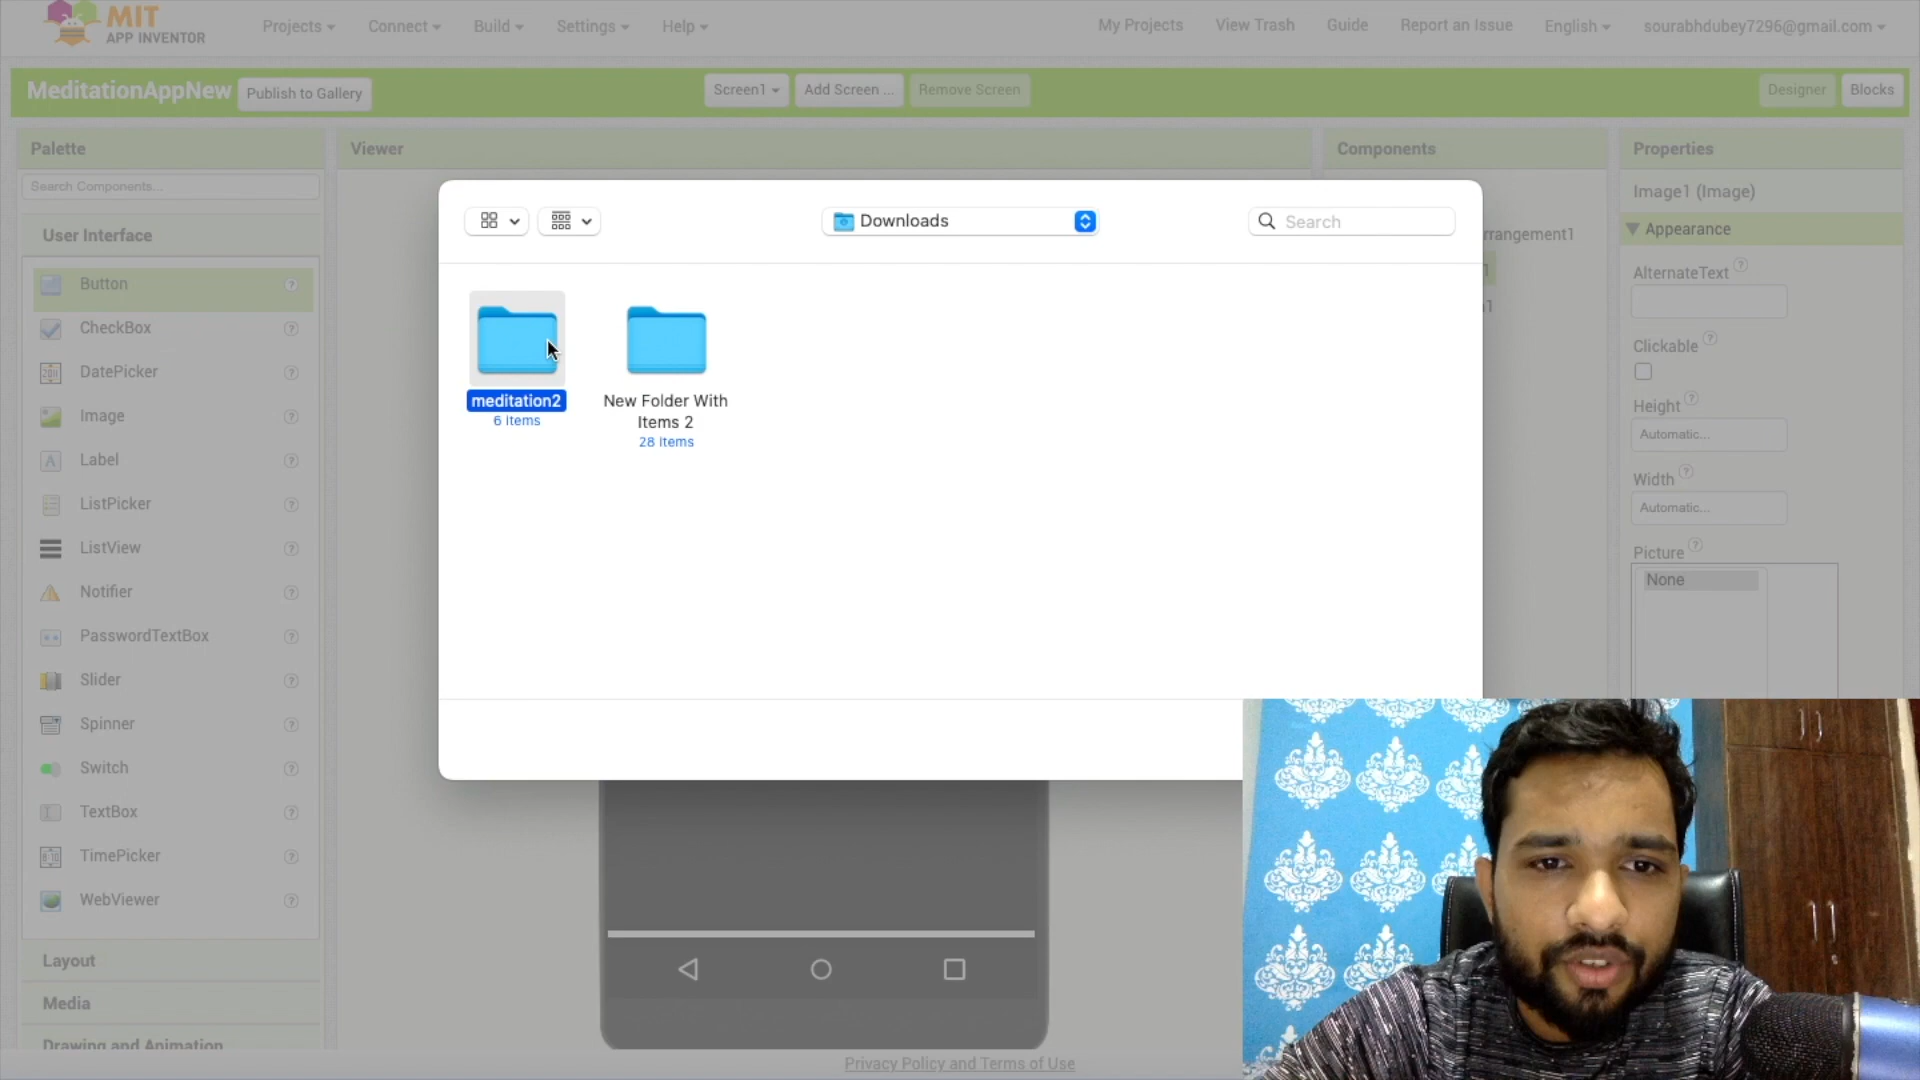 MIT
APP INVENTOR
Projects
Connect
Build
Settings
Help
My Projects
View Trash
Guide
Report an Issue
English
sourabhdubey7296@gmail.com
MeditationAppNew
Publish to Gallery
Screen1
Add Screen ...
Remove Screen
Designer
Blocks
Palette
Viewer
Components
Properties
Search Components...
Image1 (Image)
User Interface
Downloads
Search
rrangement1
Appearance
Button
CheckBox
DatePicker
Image
Label
ListPicker
ListView
Notifier
PasswordTextBox
Slider
Spinner
Switch
TextBox
TimePicker
WebViewer
Layout
Media
Drawing and Animation
meditation2
6 items
New Folder With
Items 2
28 items
AlternateText
Clickable
Height
Automatic...
Width
Automatic...
Picture
None
Privacy Policy and Terms of Use